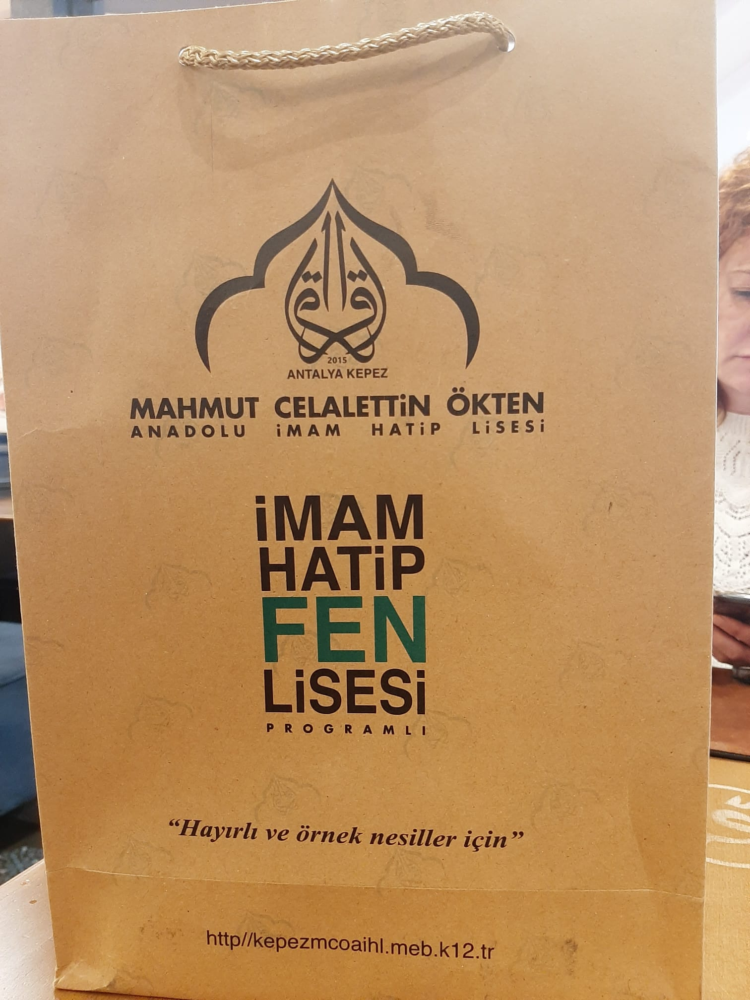 2015
ANTALYA KEPEZ
MAHMUT CELALETTiN ÖKTEN
ANADOLU iMAM HATiP LiSESi
iMAM
HATiP
FEN
LiSESi
PROGRAMLI
“Hayırlı ve örnek nesiller için”
http//kepezmcoaihl.meb.k12.tr